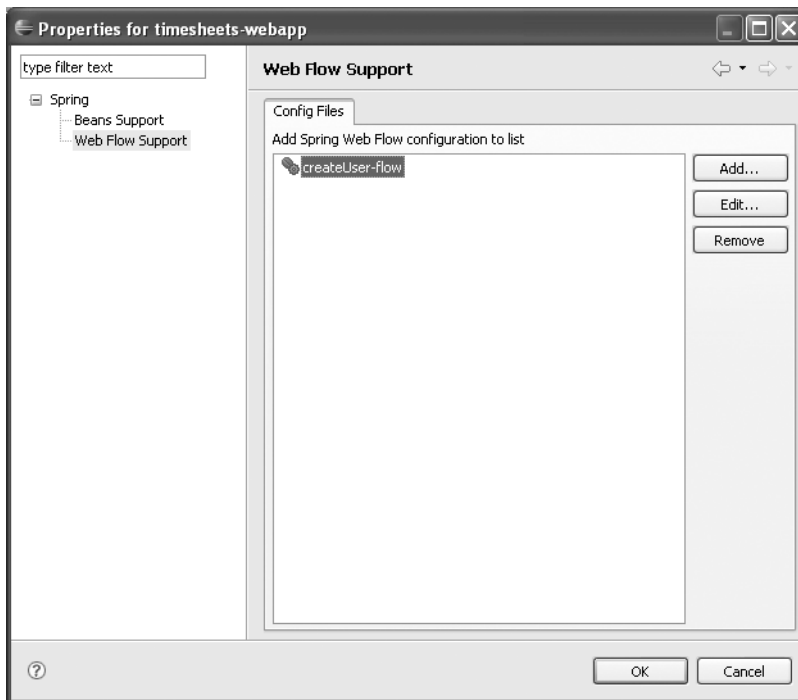 Properties for timesheets-webapp
type filter text
Spring
Beans Support
Web Flow Support
Web Flow Support
Config Files
Add Spring Web Flow configuration to list
createUser-flow
Add...
Edit...
Remove
?
OK
Cancel